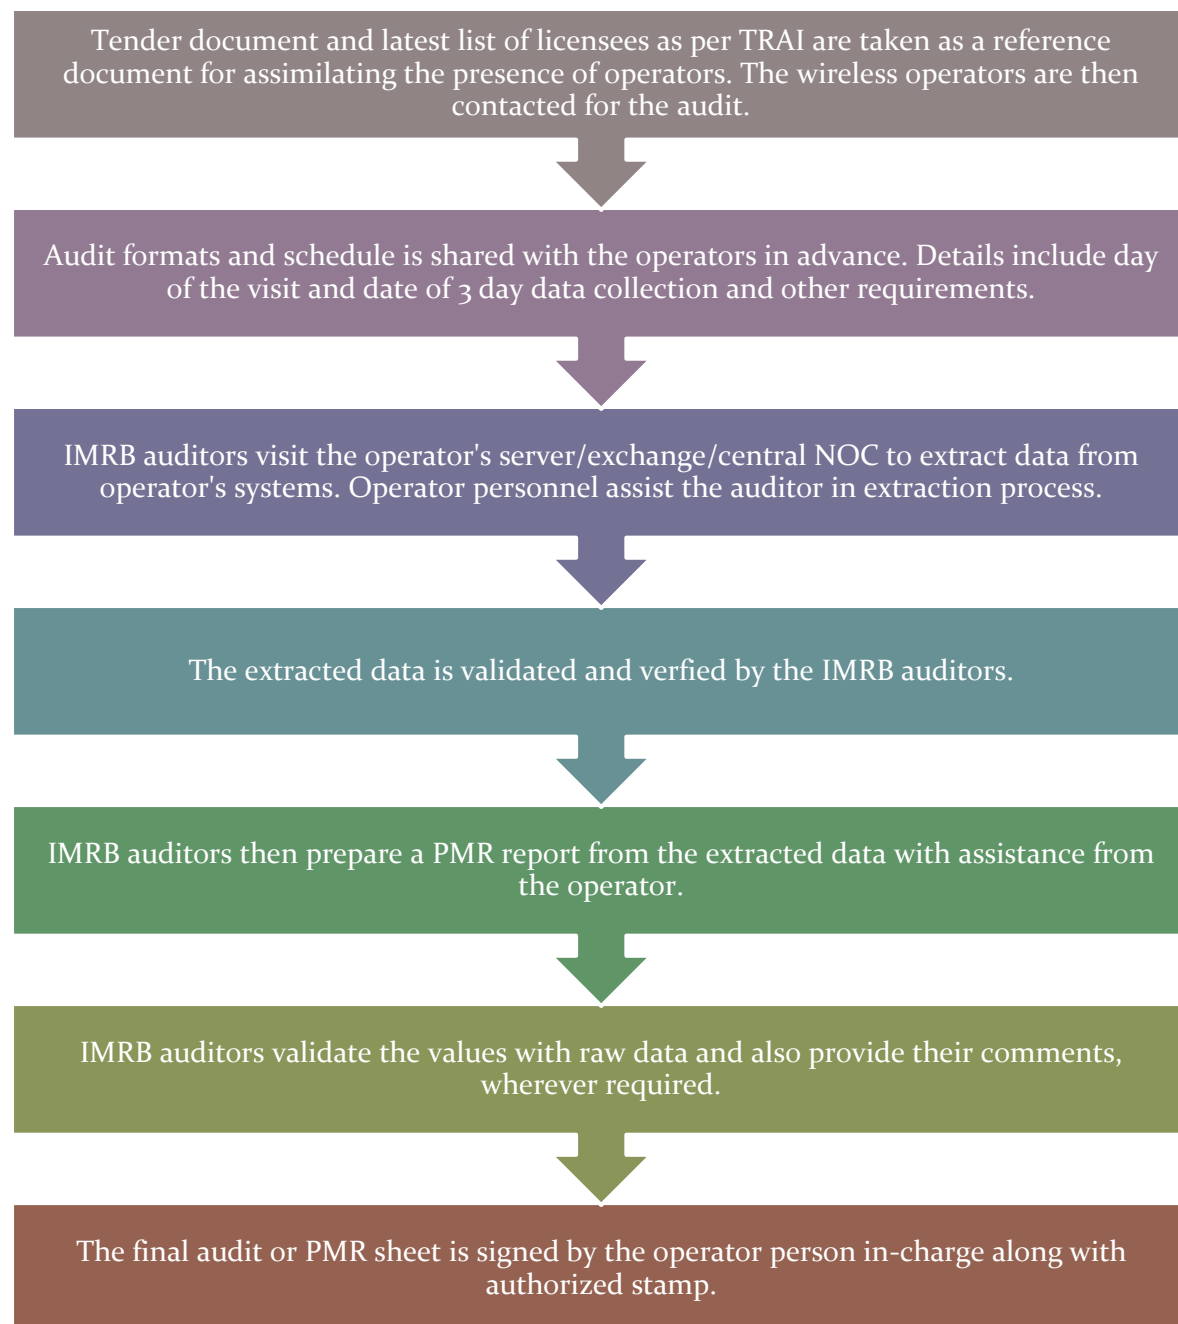 Tender document and latest list of licensees as per TRAI are taken as a reference
document for assimilating the presence of operators. The wireless operators are then
contacted for the audit.
Audit formats and schedule is shared with the operators in advance. Details include day
of the visit and date of 3 day data collection and other requirements.
IMRB auditors visit the operator's server/exchange/central NOC to extract data from
operator's systems. Operator personnel assist the auditor in extraction process.
The extracted data is validated and verfied by the IMRB auditors.
IMRB auditors then prepare a PMR report from the extracted data with assistance from
the operator.
IMRB auditors validate the values with raw data and also provide their comments,
wherever required.
The final audit or PMR sheet is signed by the operator person in-charge along with
authorized stamp.